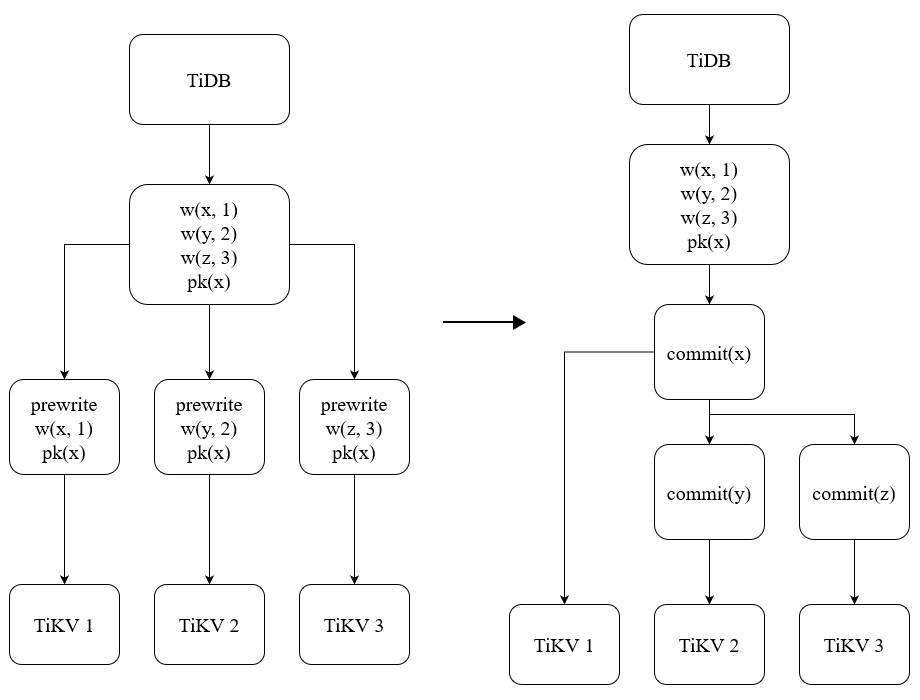 TiDB
w(x, 1)
w(y, 2)
w(z, 3)
pk(x)
prewrite
w(x, 1)
pk(x)
prewrite
w(y, 2)
pk(x)
prewrite
w(z, 3)
pk(x)
TiKV 1
TiKV 2
TiKV 3
TiDB
w(x, 1)
w(y, 2)
w(z, 3)
pk(x)
commit(x)
commit(y)
commit(z)
TiKV 1
TiKV 2
TiKV 3